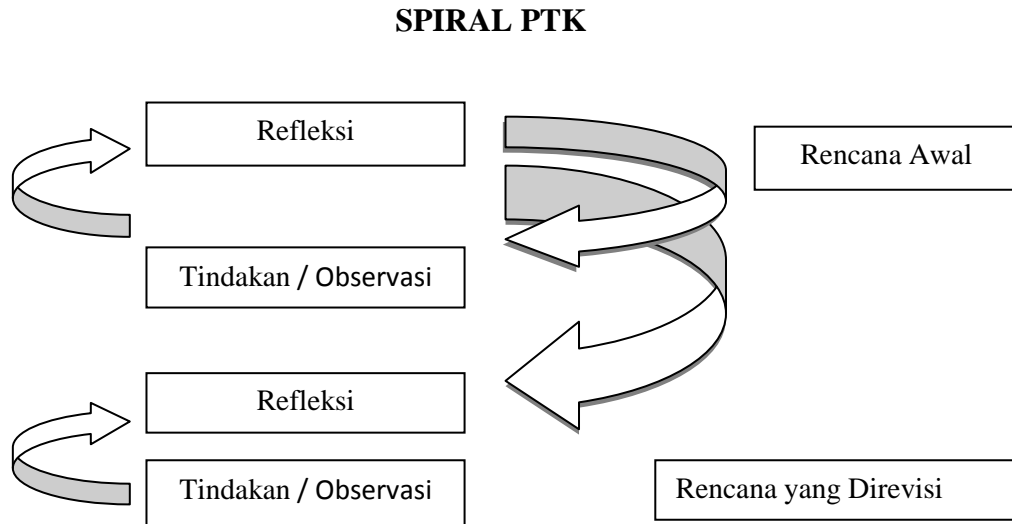 SPIRAL PTK
Refleksi
Rencana Awal
Tindakan / Observasi
Refleksi
Tindakan / Observasi
Rencana yang Direvisi